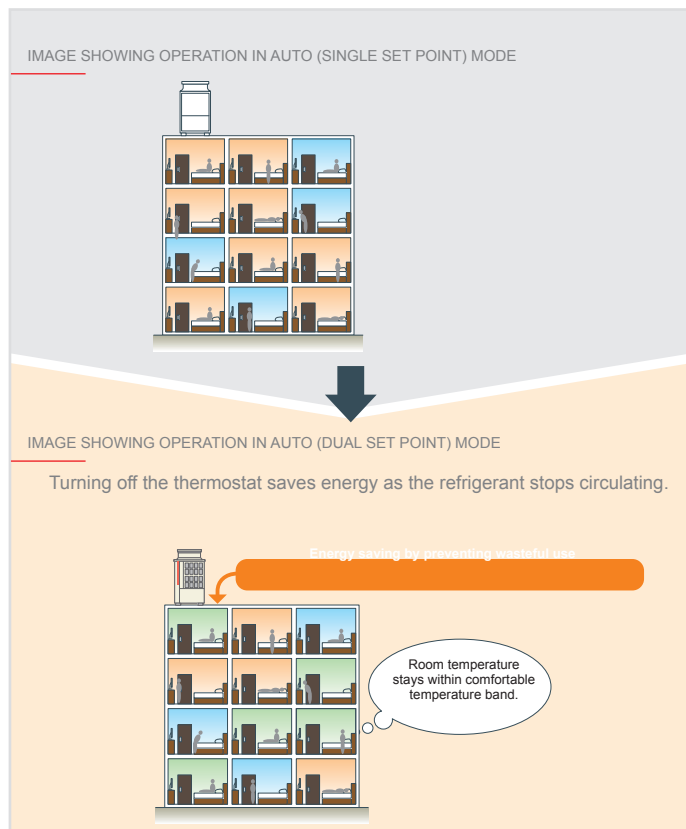 IMAGE SHOWING OPERATION IN AUTO (SINGLE SET POINT) MODE
IMAGE SHOWING OPERATION IN AUTO (DUAL SET POINT) MODE
Turning off the thermostat saves energy as the refrigerant stops circulating.
Energy saving by preventing wasteful use
Room temperature
stays within comfortable
temperature band.